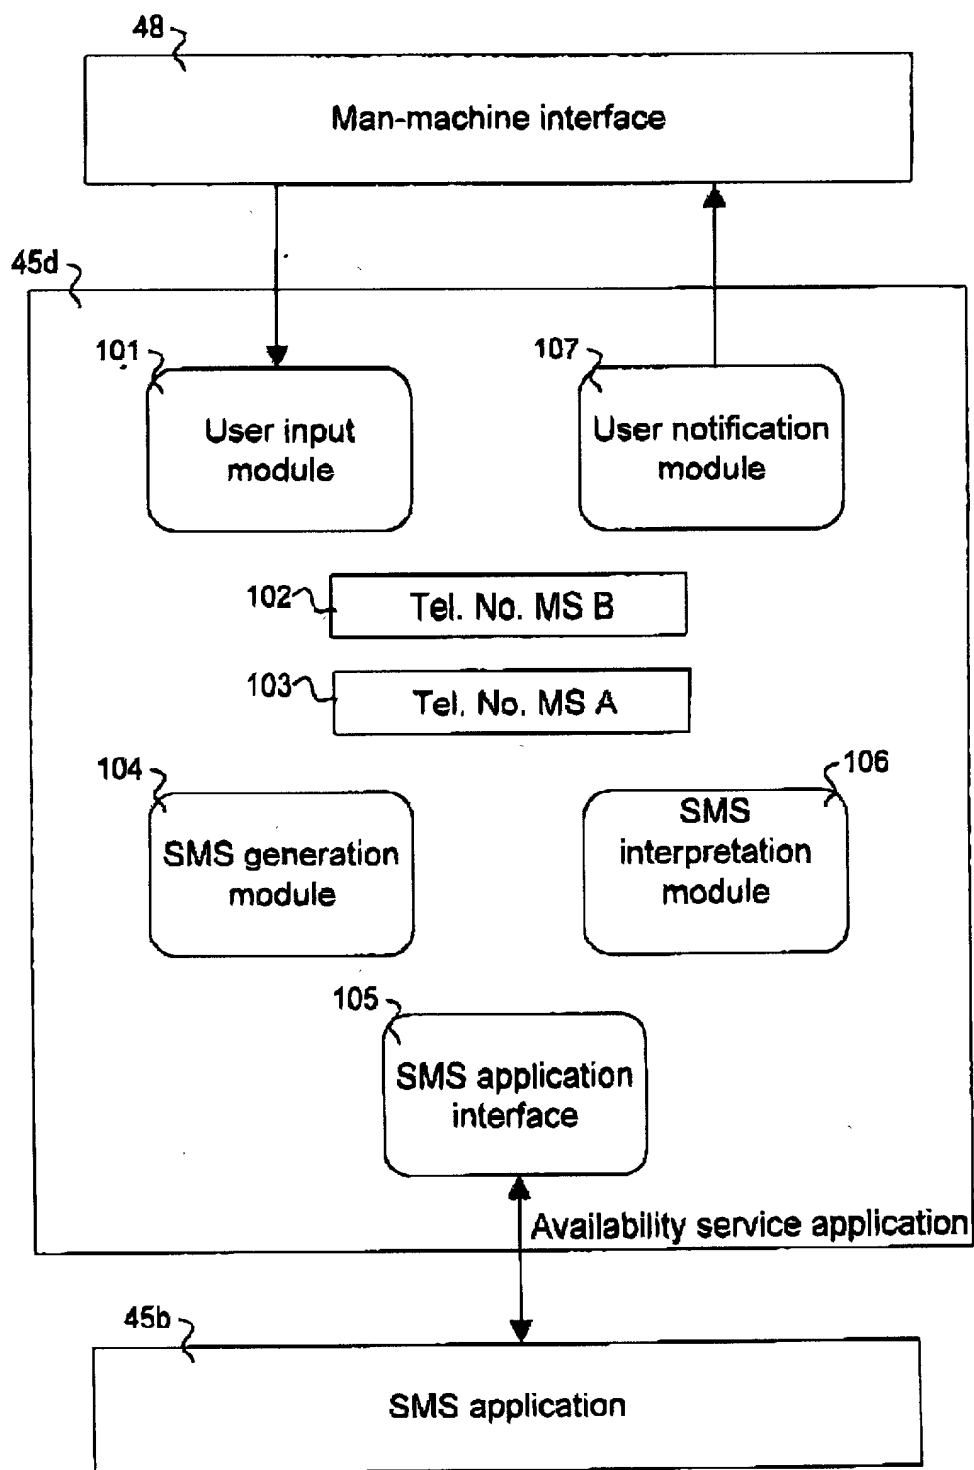 48
Man-machine interface
45d
101
107
User input
module
User notification
module
102
Tel. No. MS B
103
Tel. No. MS A
104
106
SMS generation
module
SMS
interpretation
module
105
SMS application
interface
Availability service application
45b
SMS application